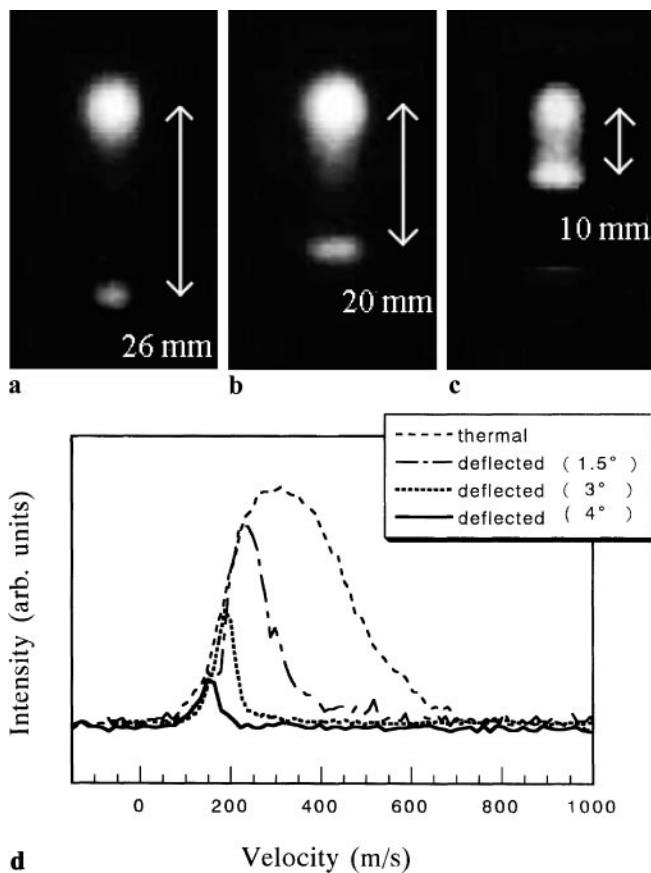 a
b
c
26 mm
20 mm
10 mm
thermal
deflected (1.5°)
deflected (3°)
deflected (4°)
Intensity (arb. units)
0 200 400 600 800 1000
Velocity (m/s)
d